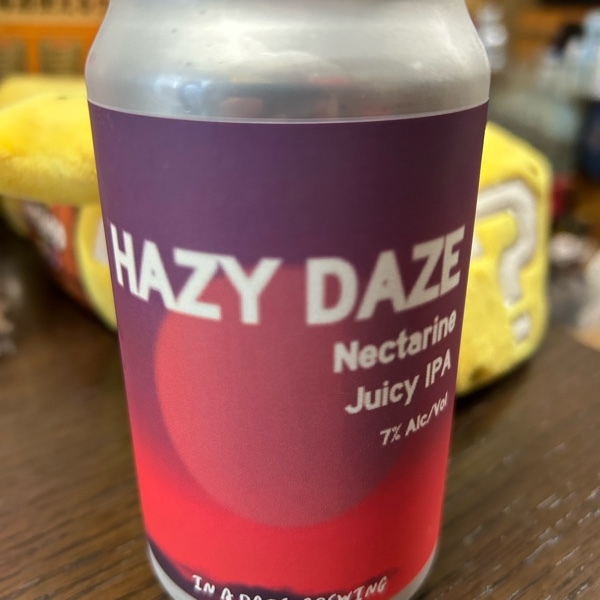 HAZY DAZE
Nectarine
Juicy IPA
7% Alc/Vol
IN A DAZE BREWING
?